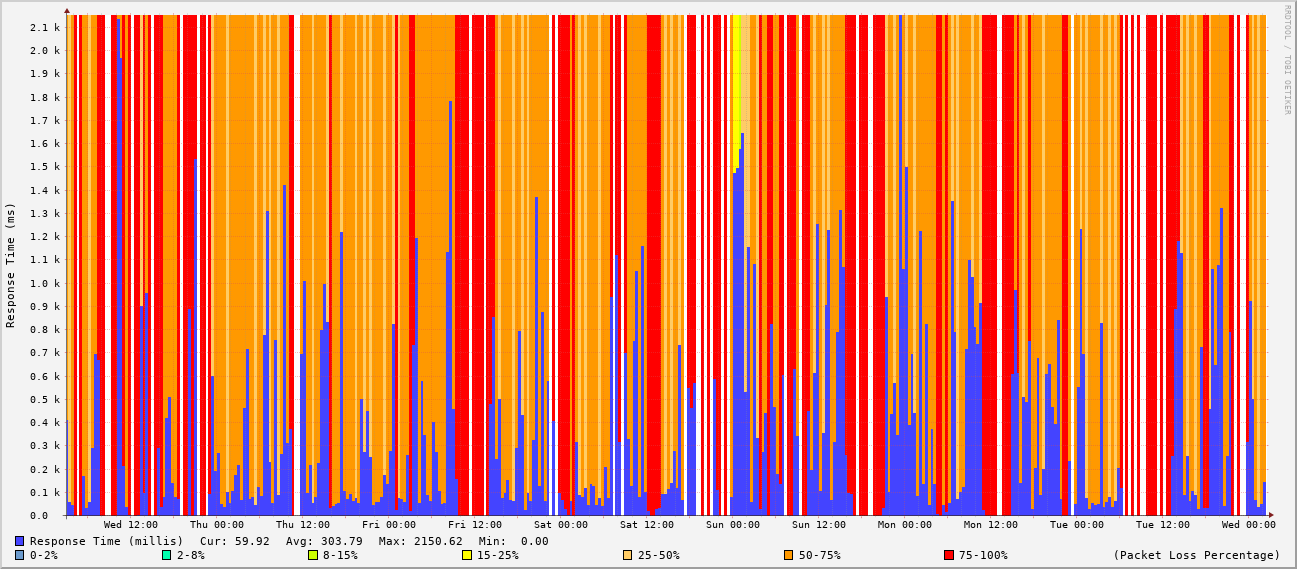 RRDTOOL / TOBI OETIKER
Response Time (ms)
2.1 k
2.0 k
1.9 k
1.8 k
1.7 k
1.6 k
1.5 k
1.4 k
1.3 k
1.2 k
1.1 k
1.0 k
0.9 k
0.8 k
0.7 k
0.6 k
0.5 k
0.4 k
0.3 k
0.2 k
0.1 k
0.0
Wed 12:00 Thu 00:00 Thu 12:00 Fri 00:00 Fri 12:00 Sat 00:00 Sat 12:00 Sun 00:00 Sun 12:00 Mon 00:00 Mon 12:00 Tue 00:00 Tue 12:00 Wed 00:00
Response Time (millis) Cur: 59.92 Avg: 303.79 Max: 2150.62 Min: 0.00
0-2% 2-8% 8-15% 15-25% 25-50% 50-75% 75-100% (Packet Loss Percentage)